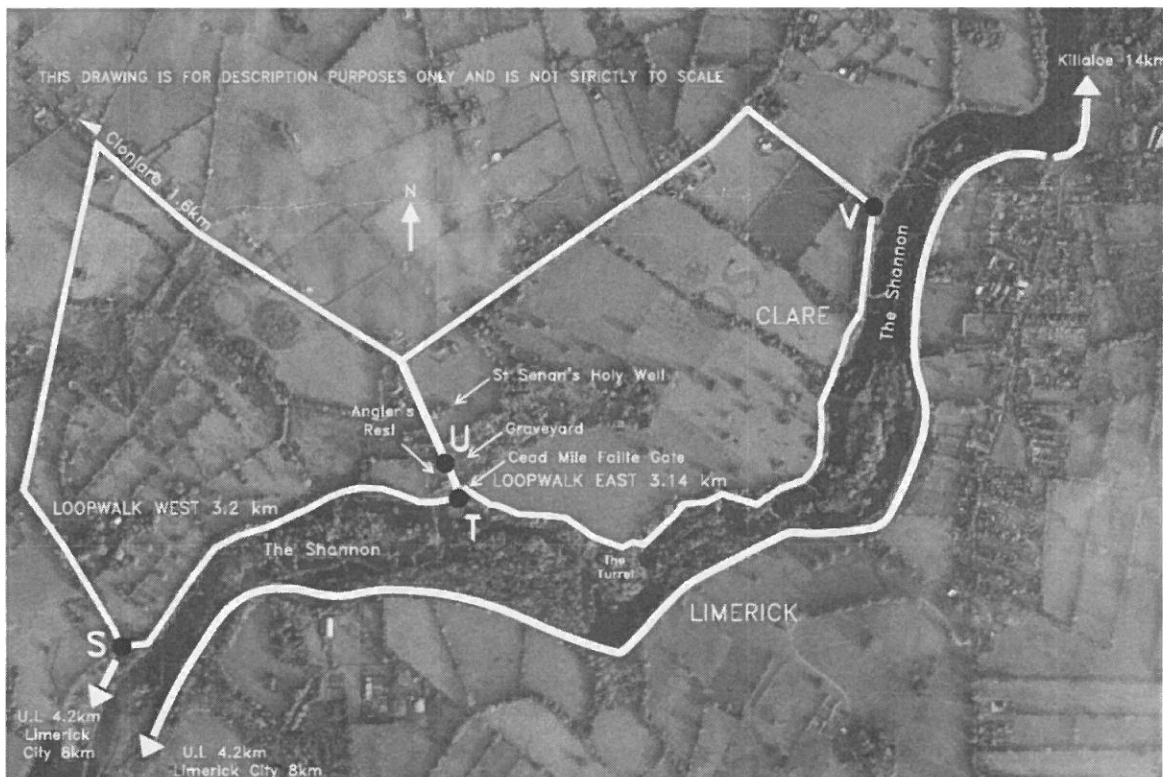 THIS DRAWING IS FOR DESCRIPTION PURPOSES ONLY AND IS NOT STRICTLY TO SCALE
Killaloe 14km
Clonlara 1.6km
N
V
The Shannon
CLARE
St Senan's Holy Well
Angler's
Rest
U
Graveyard
Cead Mile Failte Gate
LOOPWALK EAST 3.14 km
LOOPWALK WEST 3.2 km
T
The Shannon
The
Turret
LIMERICK
S
U.L 4.2km
Limerick
City 8km
U.L 4.2km
Limerick City 8km